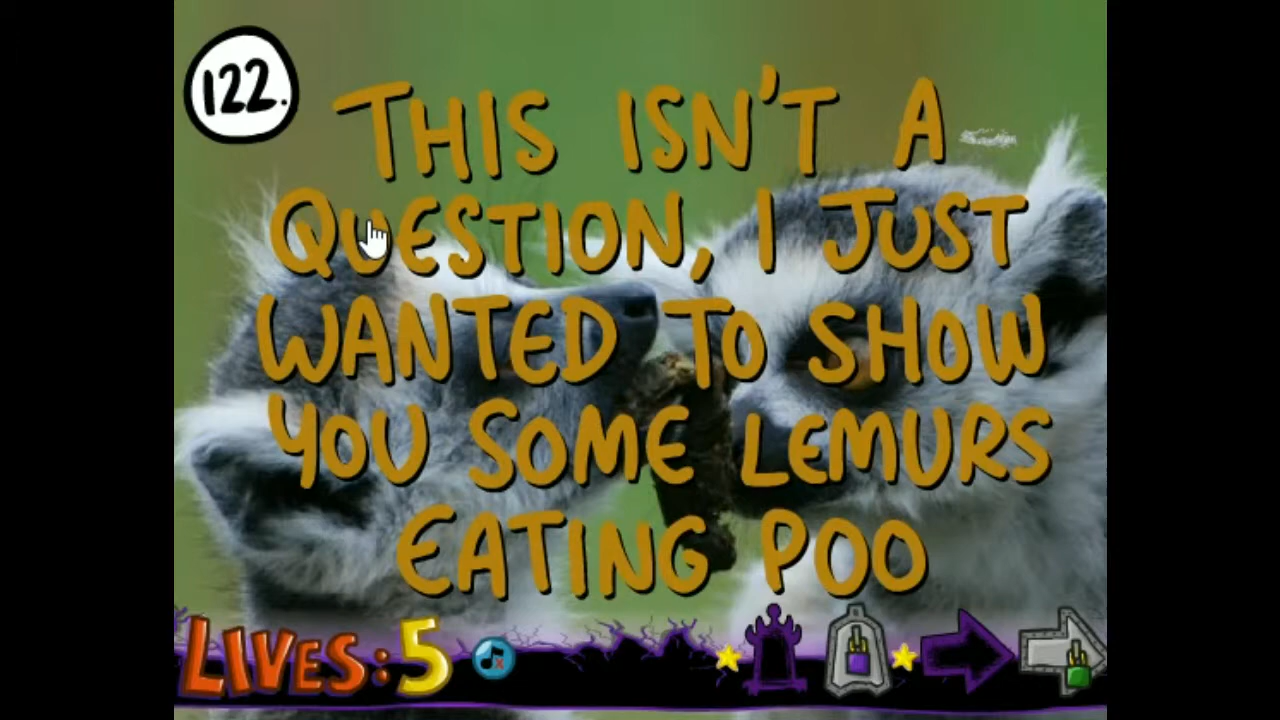 122.
THIS ISN'T A
QUESTION, I JUST
WANTED TO SHOW
YOU SOME LEMURS
EATING POO
LIVES: 5